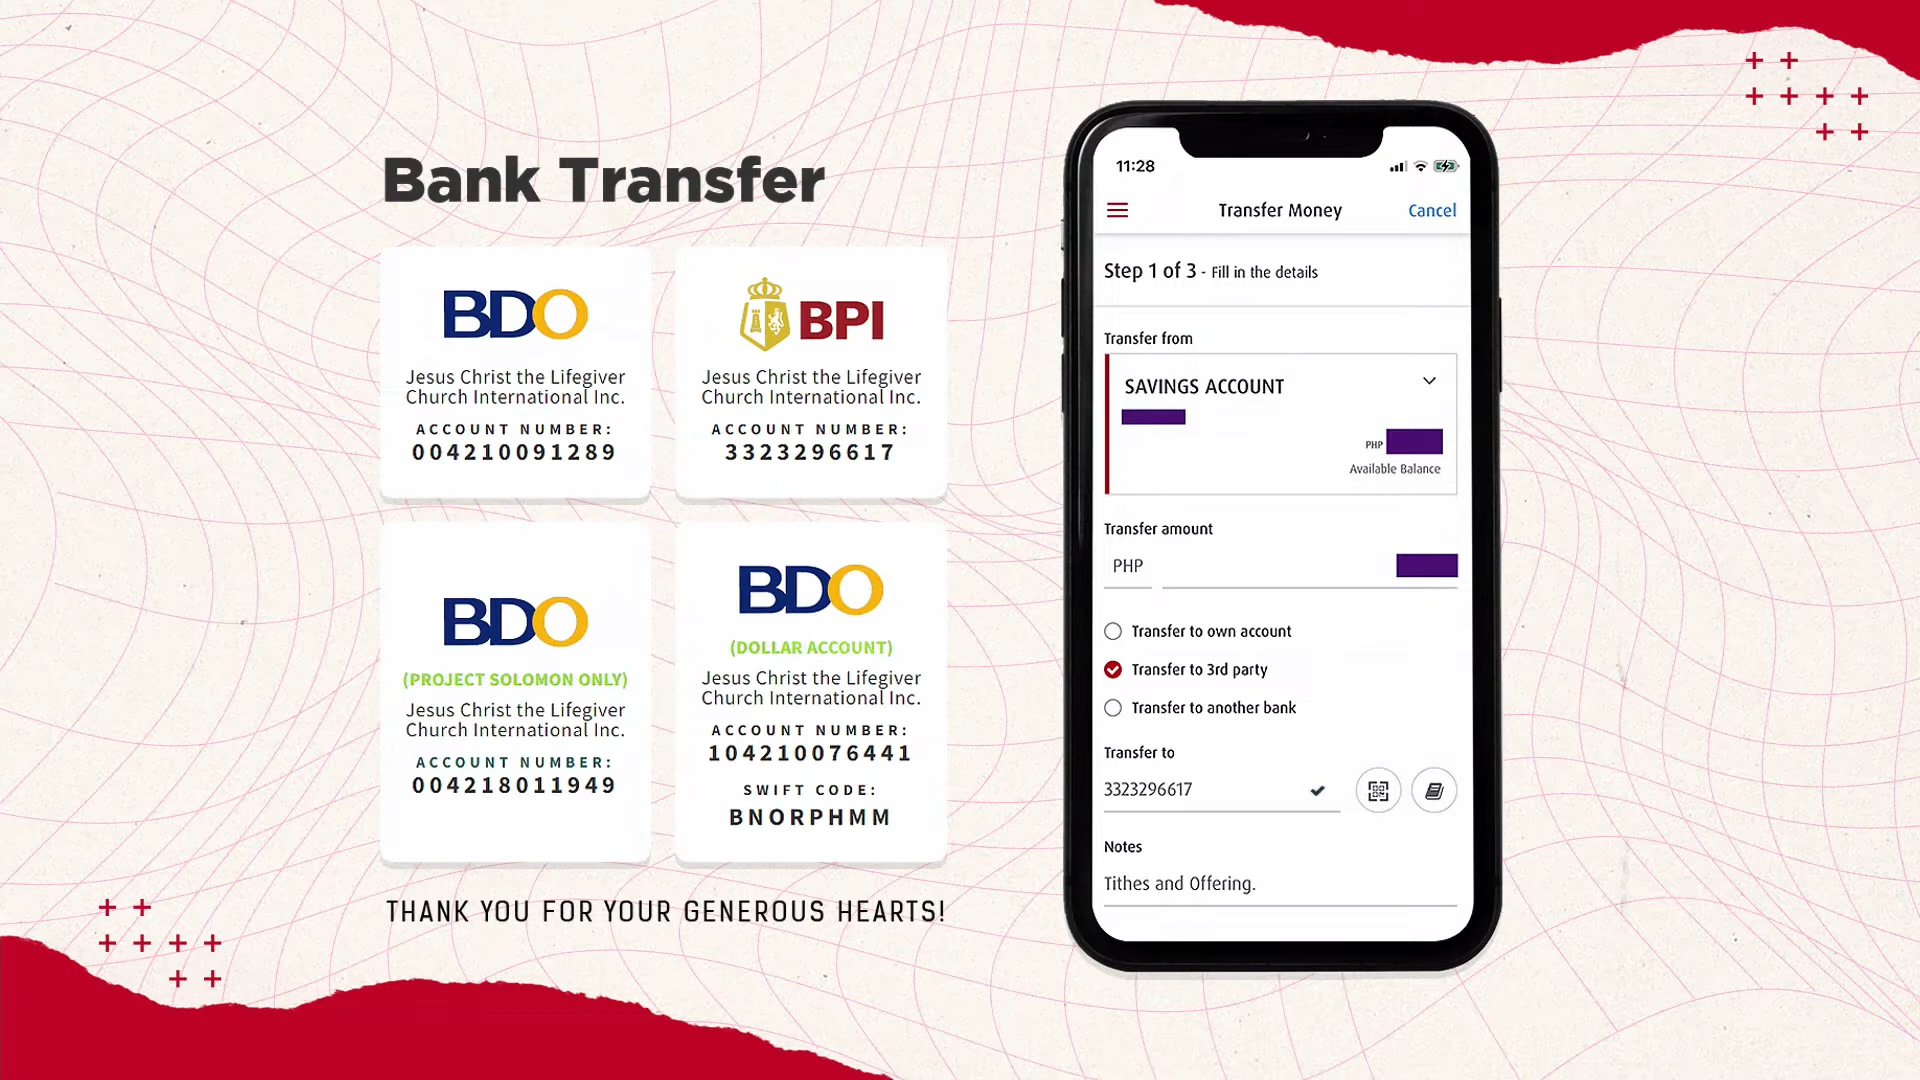 Bank Transfer
BDO
Jesus Christ the Lifegiver
Church International Inc.
ACCOUNT NUMBER:
004210091289
BPI
Jesus Christ the Lifegiver
Church International Inc.
ACCOUNT NUMBER:
3323296617
BDO
(PROJECT SOLOMON ONLY)
Jesus Christ the Lifegiver
Church International Inc.
ACCOUNT NUMBER:
004218011949
BDO
(DOLLAR ACCOUNT)
Jesus Christ the Lifegiver
Church International Inc.
ACCOUNT NUMBER:
104210076441
SWIFT CODE:
BNORPHMM
THANK YOU FOR YOUR GENEROUS HEARTS!
11:28
Transfer Money
Cancel
Step 1 of 3 - Fill in the details
Transfer from
SAVINGS ACCOUNT
PHP
Available Balance
Transfer amount
PHP
Transfer to own account
Transfer to 3rd party
Transfer to another bank
Transfer to
3323296617
Notes
Tithes and Offering.